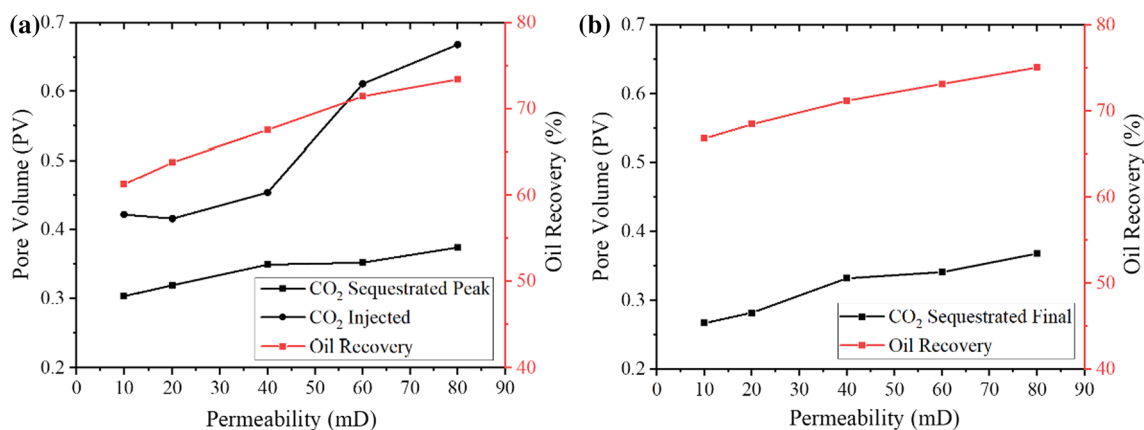 (a)
0.7
0.6
0.5
0.4
0.3
0.2
Pore Volume (PV)
80
70
60
50
40
Oil Recovery (%)
CO₂ Sequestrated Peak
CO₂ Injected
Oil Recovery
0 10 20 30 40 50 60 70 80 90
Permeability (mD)
(b)
0.7
0.6
0.5
0.4
0.3
0.2
Pore Volume (PV)
80
70
60
50
40
Oil Recovery (%)
CO₂ Sequestrated Final
Oil Recovery
0 10 20 30 40 50 60 70 80 90
Permeability (mD)